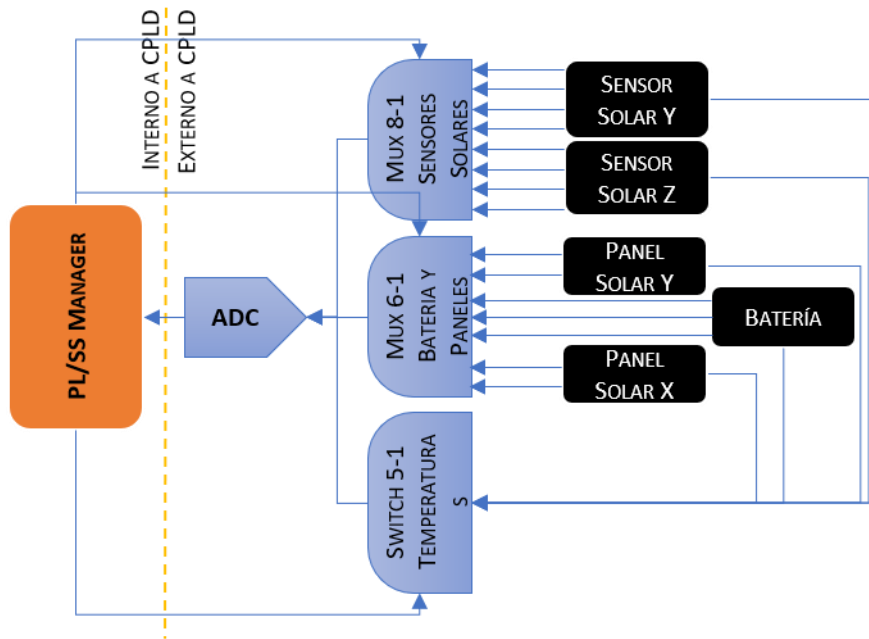 INTERNO A CPLD
EXTERNO A CPLD
PL/SS MANAGER
ADC
MUX 8-1
SENSORES
SOLARES
MUX 6-1
BATERIA Y
PANELES
SWITCH 5-1
TEMPERATURA
S
SENSOR
SOLAR Y
SENSOR
SOLAR Z
PANEL
SOLAR Y
BATERÍA
PANEL
SOLAR X